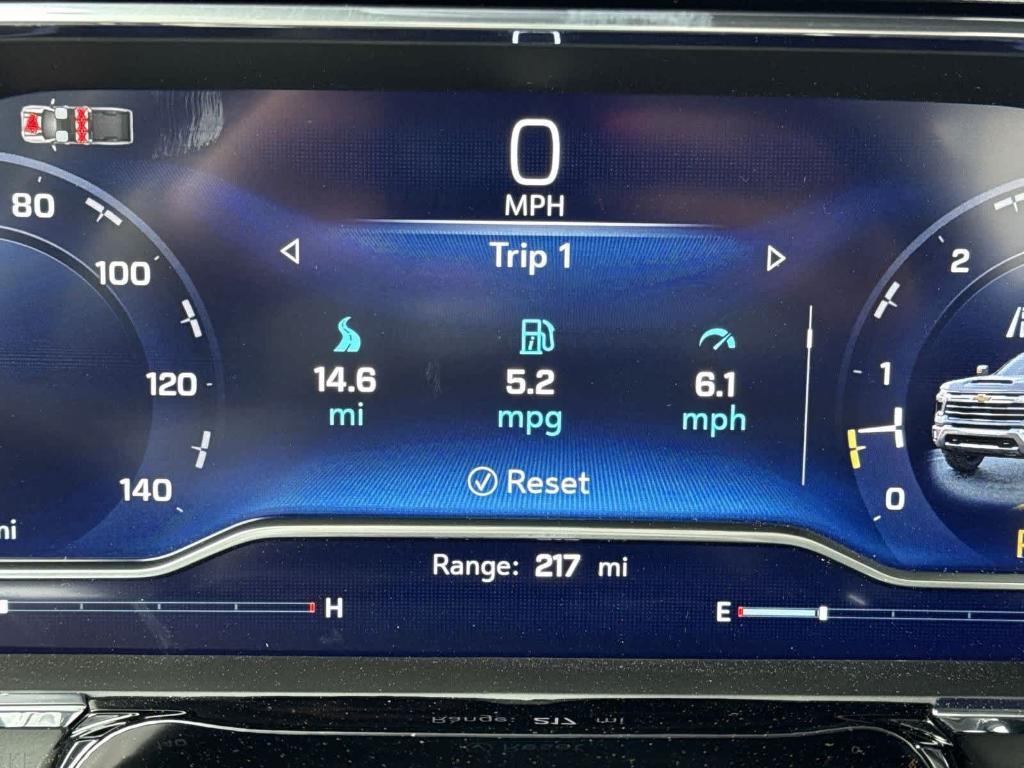 0
MPH
Trip 1
80
100
120
140
14.6
mi
5.2
mpg
6.1
mph
Reset
2
1
0
mi
Range: 217 mi
H
E